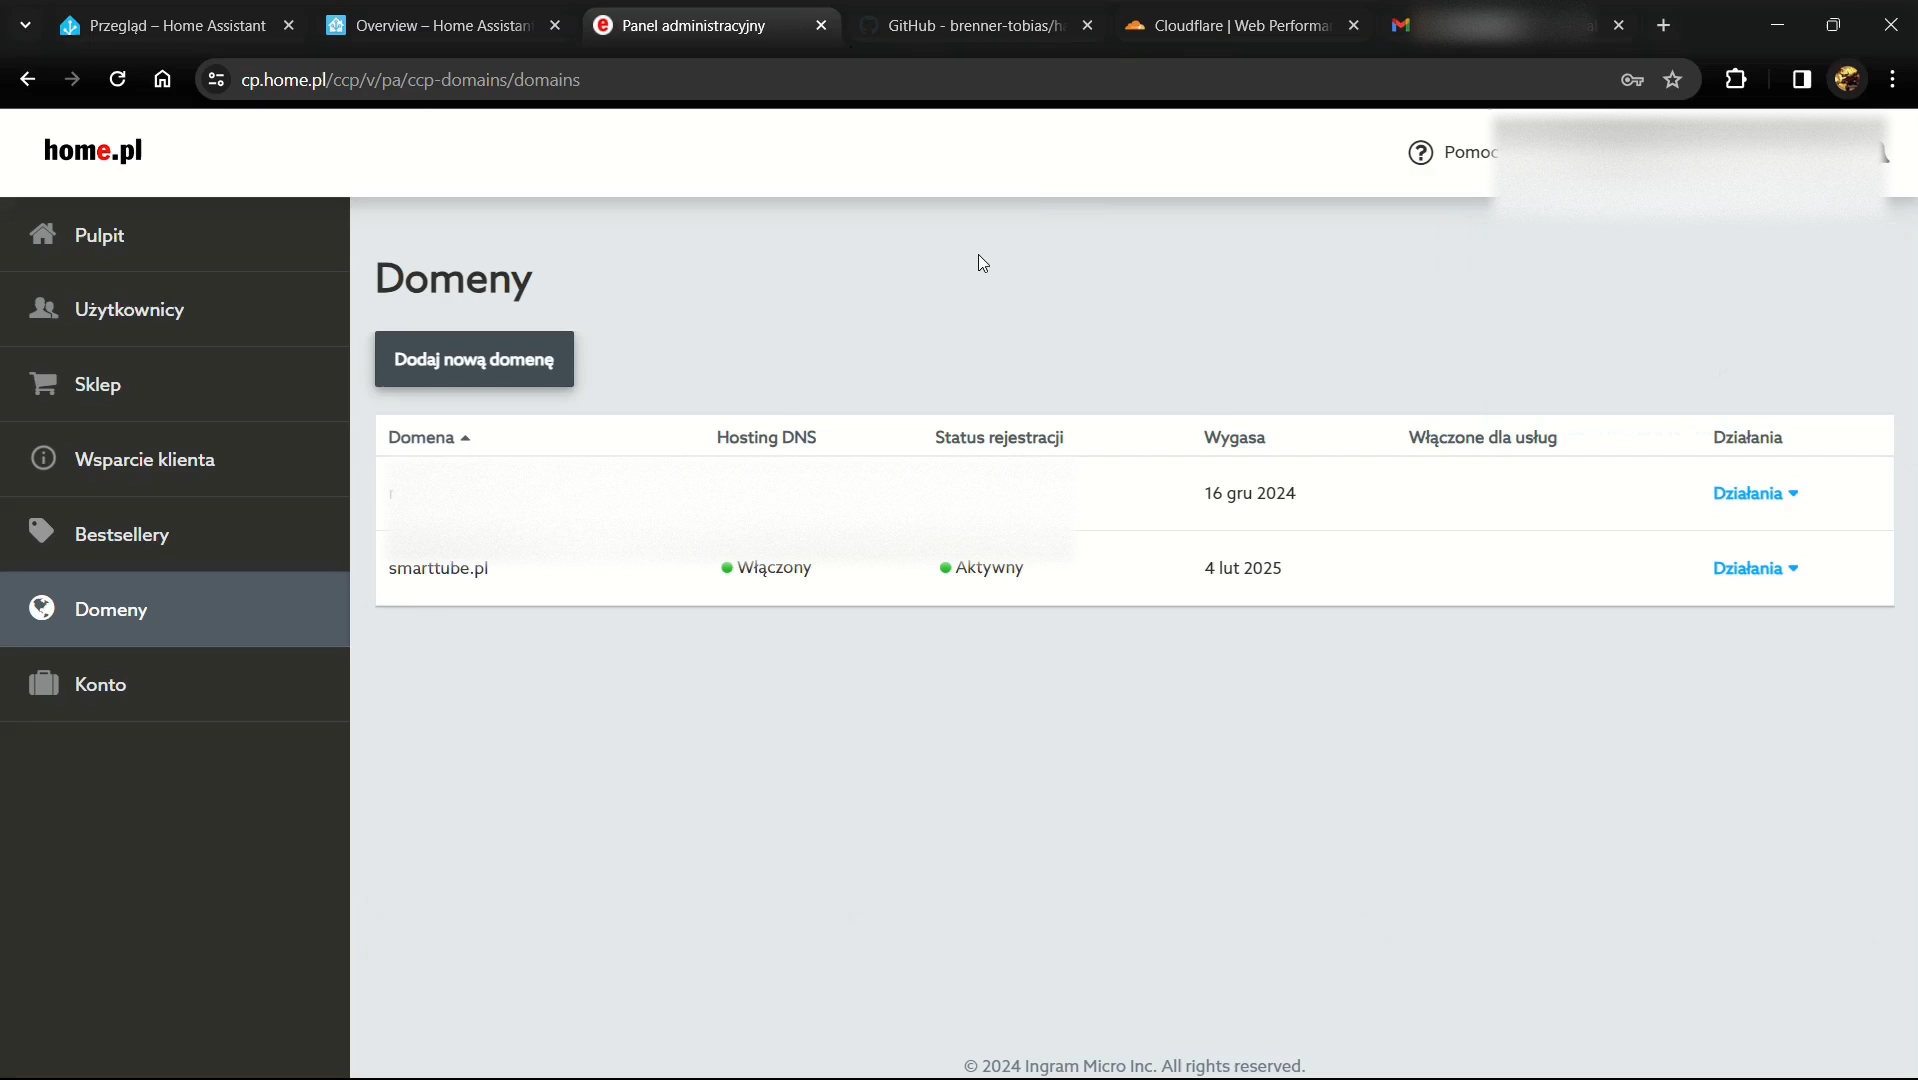 Przegląd – Home Assistant
Overview – Home Assistan
Panel administracyjny
GitHub - brenner-tobias/h
Cloudflare | Web Performa
cp.home.pl/ccp/v/pa/ccp-domains/domains
home.pl
? Pomoc
Pulpit
Użytkownicy
Sklep
Wsparcie klienta
Bestsellery
Domeny
Konto
Domeny
Dodaj nową domenę
Domena Hosting DNS Status rejestracji Wygasa Włączone dla usług Działania
16 gru 2024 Działania
smarttube.pl Włączony Aktywny 4 lut 2025 Działania
© 2024 Ingram Micro Inc. All rights reserved.